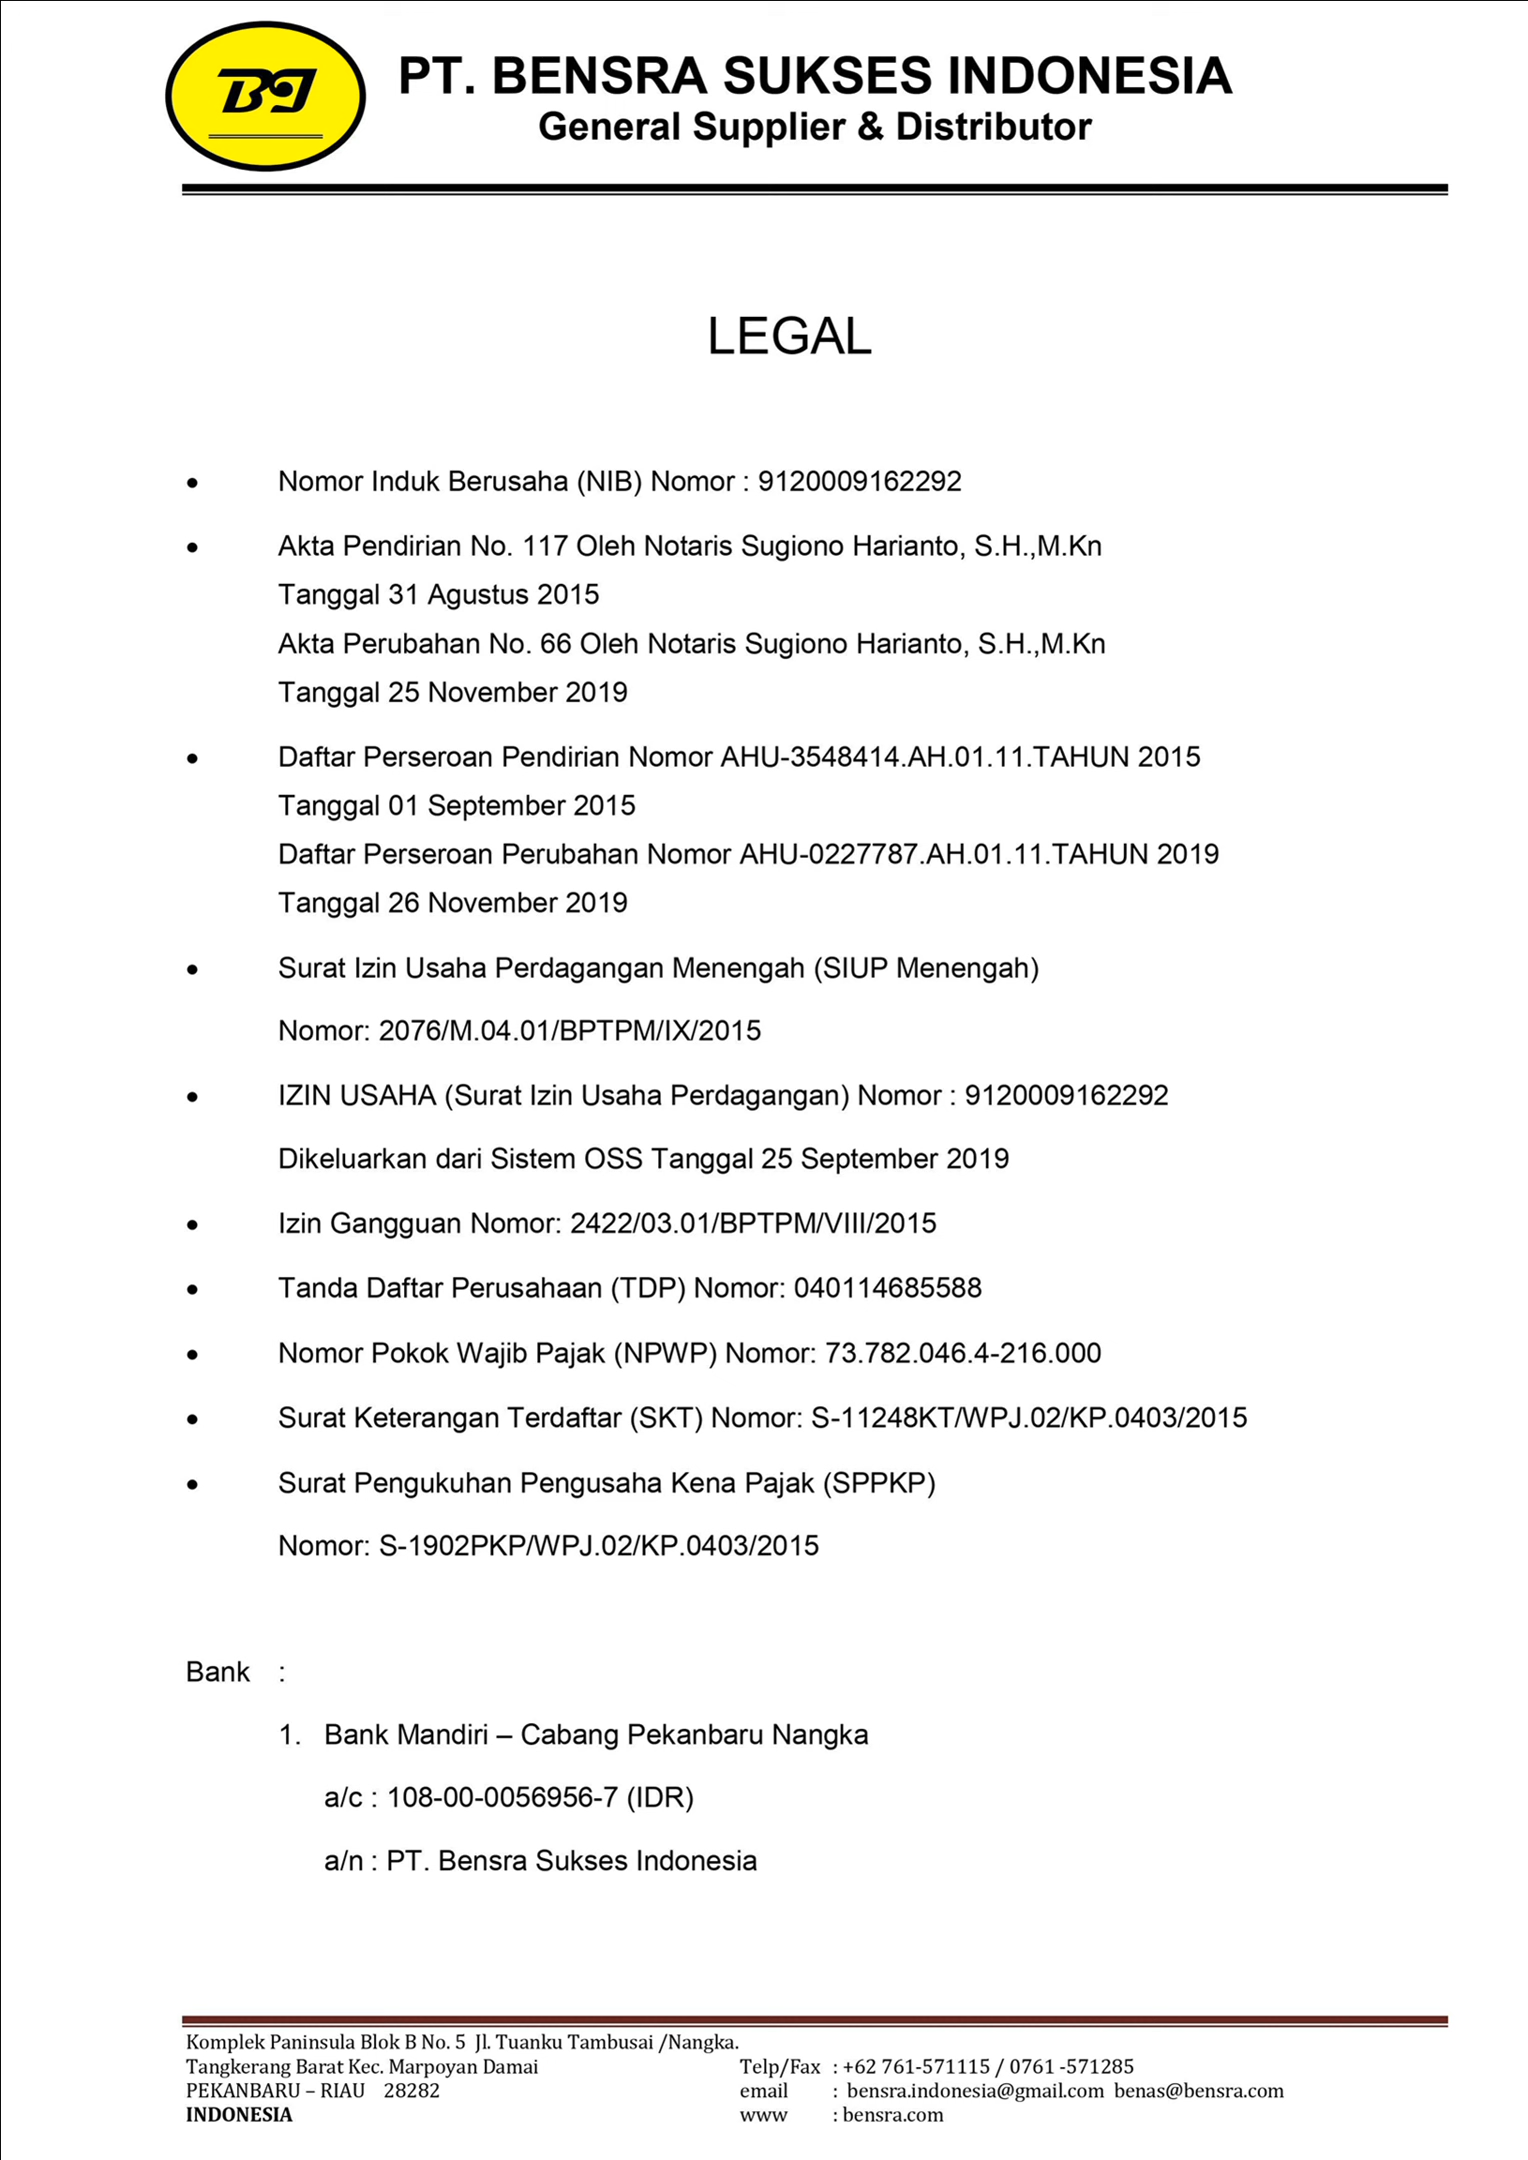 BSI
PT. BENSRA SUKSES INDONESIA
General Supplier & Distributor
LEGAL
• Nomor Induk Berusaha (NIB) Nomor : 9120009162292
• Akta Pendirian No. 117 Oleh Notaris Sugiono Harianto, S.H.,M.Kn
Tanggal 31 Agustus 2015
Akta Perubahan No. 66 Oleh Notaris Sugiono Harianto, S.H.,M.Kn
Tanggal 25 November 2019
• Daftar Perseroan Pendirian Nomor AHU-3548414.AH.01.11.TAHUN 2015
Tanggal 01 September 2015
Daftar Perseroan Perubahan Nomor AHU-0227787.AH.01.11.TAHUN 2019
Tanggal 26 November 2019
• Surat Izin Usaha Perdagangan Menengah (SIUP Menengah)
Nomor: 2076/M.04.01/BPTPM/IX/2015
• IZIN USAHA (Surat Izin Usaha Perdagangan) Nomor : 9120009162292
Dikeluarkan dari Sistem OSS Tanggal 25 September 2019
• Izin Gangguan Nomor: 2422/03.01/BPTPM/VIII/2015
• Tanda Daftar Perusahaan (TDP) Nomor: 040114685588
• Nomor Pokok Wajib Pajak (NPWP) Nomor: 73.782.046.4-216.000
• Surat Keterangan Terdaftar (SKT) Nomor: S-11248KT/WPJ.02/KP.0403/2015
• Surat Pengukuhan Pengusaha Kena Pajak (SPPKP)
Nomor: S-1902PKP/WPJ.02/KP.0403/2015
Bank :
1. Bank Mandiri – Cabang Pekanbaru Nangka
a/c : 108-00-0056956-7 (IDR)
a/n : PT. Bensra Sukses Indonesia
Komplek Paninsula Blok B No. 5 Jl. Tuanku Tambusai /Nangka.
Tangkerang Barat Kec. Marpoyan Damai
PEKANBARU – RIAU 28282
INDONESIA
Telp/Fax : +62 761-571115 / 0761 -571285
email : bensra.indonesia@gmail.com benas@bensra.com
www : bensra.com